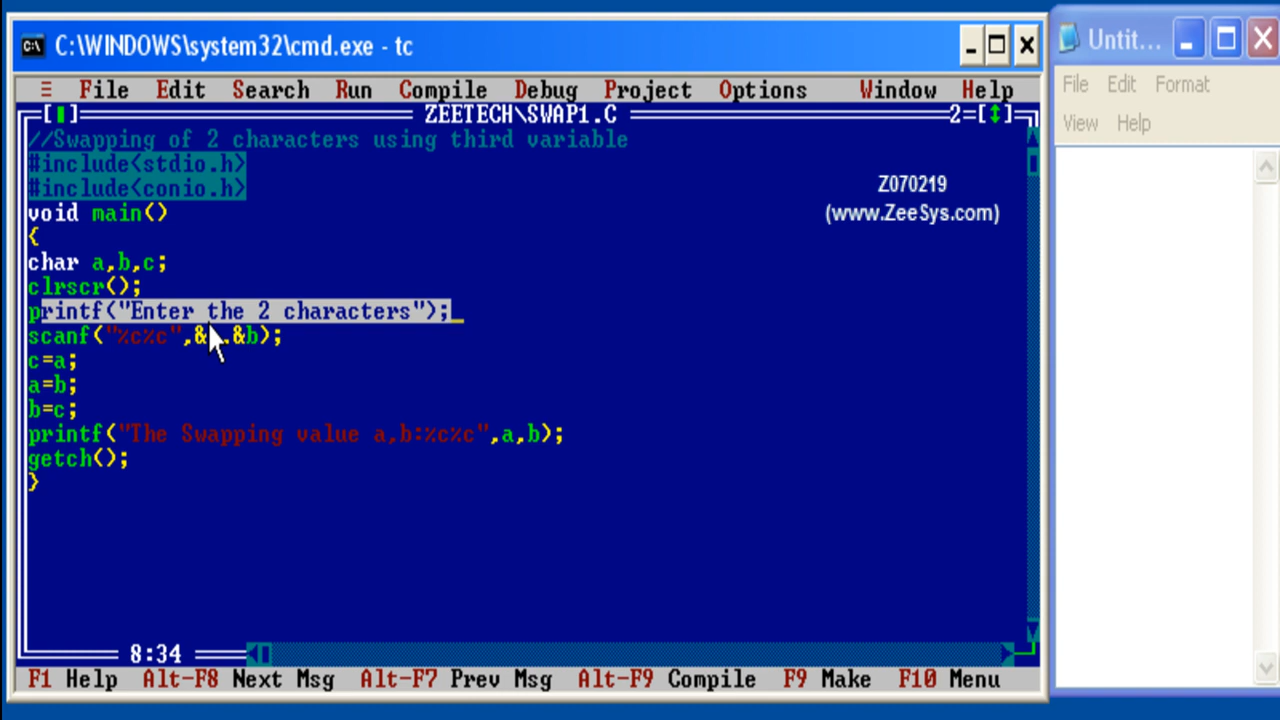 C:\WINDOWS\system32\cmd.exe - tc
≡ File Edit Search Run Compile Debug Project Options Window Help
ZEETECH\SWAP1.C 2
//Swapping of 2 characters using third variable
#include<stdio.h>
#include<conio.h>
void main()
{
char a,b,c;
clrscr();
printf("Enter the 2 characters");_
scanf("%c%c",& ,&b);
c=a;
a=b;
b=c;
printf("The Swapping value a,b:%c%c",a,b);
getch();
}
Z070219
(www.ZeeSys.com)
8:34
F1 Help Alt-F8 Next Msg Alt-F7 Prev Msg Alt-F9 Compile F9 Make F10 Menu
Untit...
File Edit Format
View Help